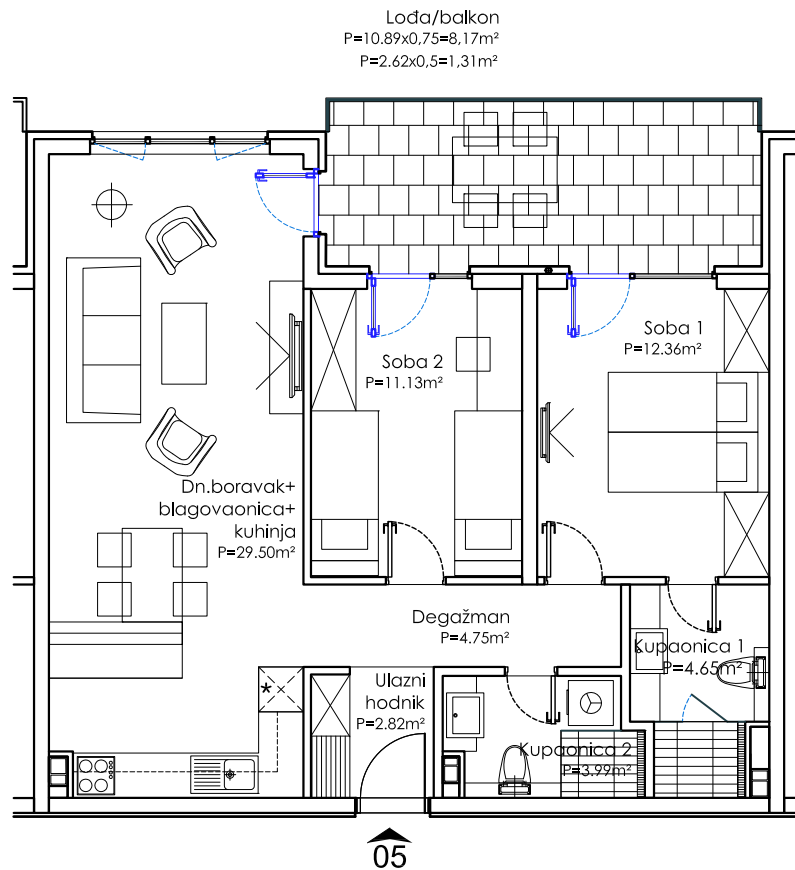 Lođa/balkon
P=10.89x0,75=8,17m²
P=2.62x0,5=1,31m²
Soba 1
P=12.36m²
Soba 2
P=11.13m²
Dn.boravak+
blagovaonica+
kuhinja
P=29.50m²
Degažman
P=4.75m²
Kupaonica 1
P=4.65m²
Ulazni
hodnik
P=2.82m²
*
Kupaonica 2
P=3.99m²
05